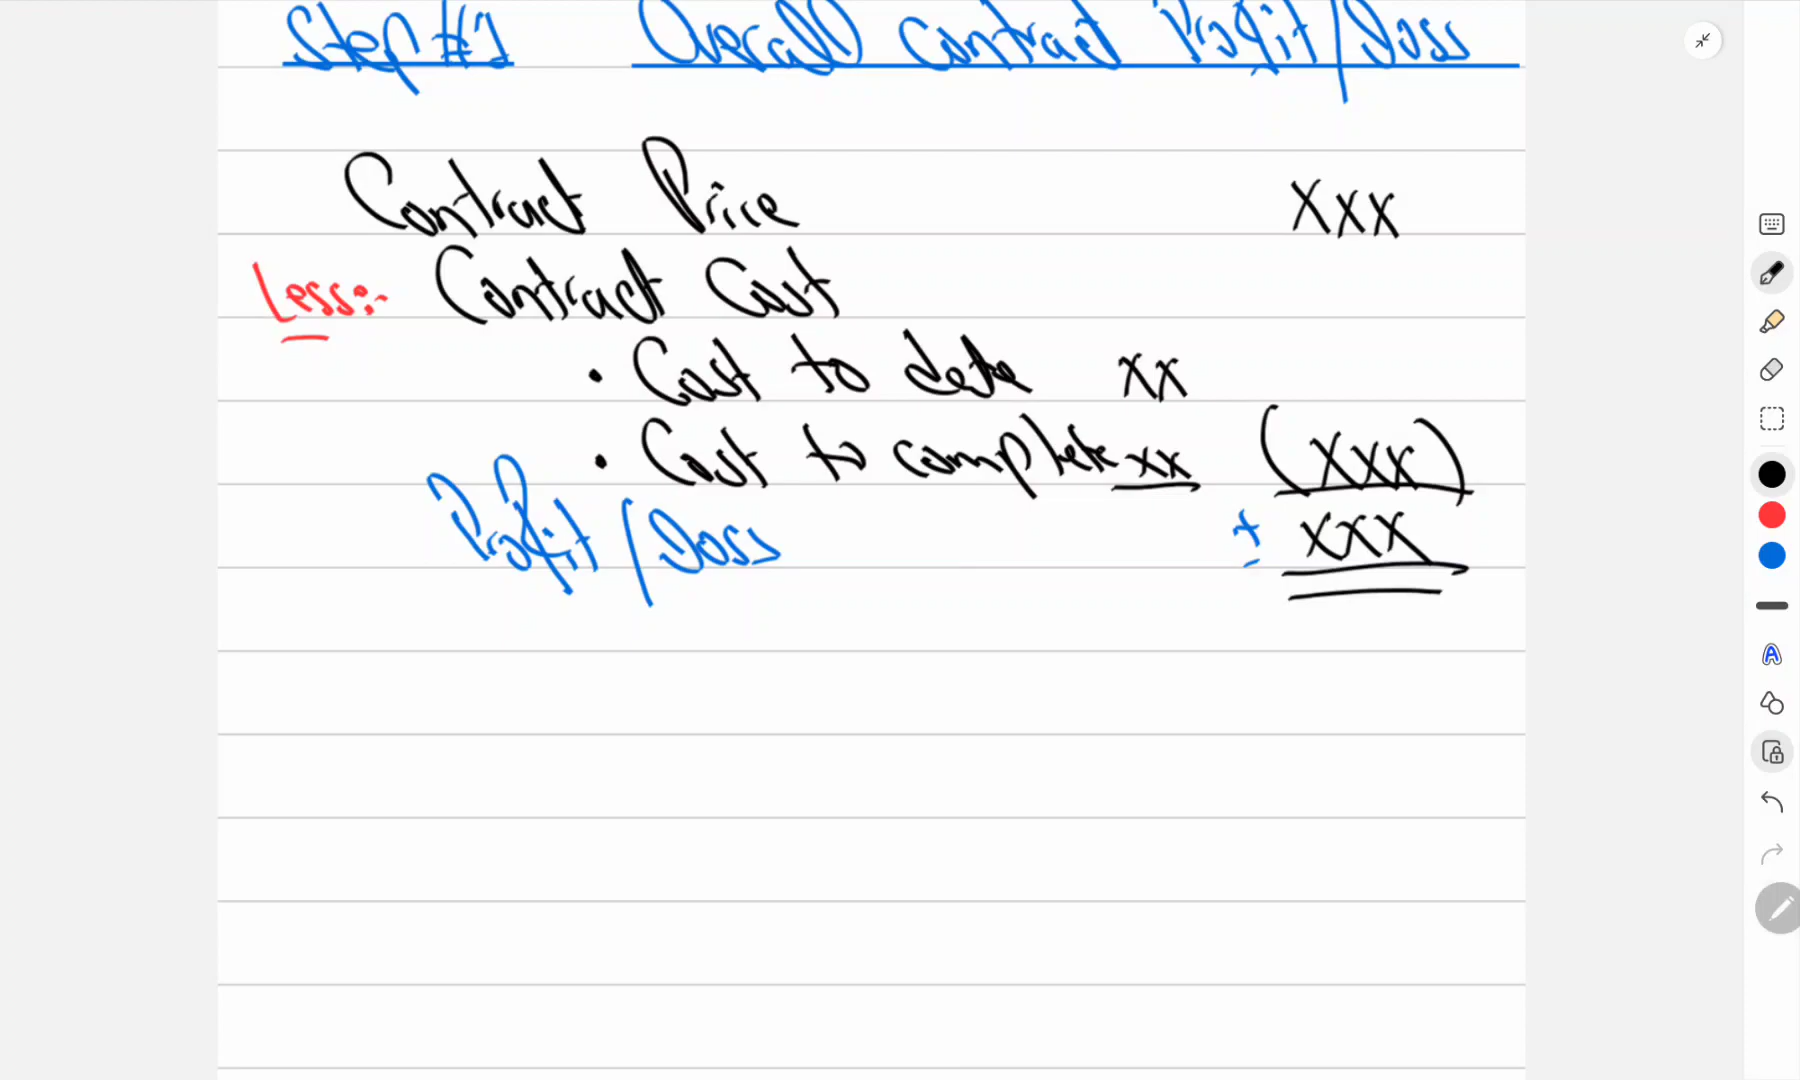 Step #1 Overall contract Profit/Loss
Contract Price XXX
Less:- Contract Cost
• Cost to date XX
• Cost to complete XX (XXX)
Profit/Loss ± XXX